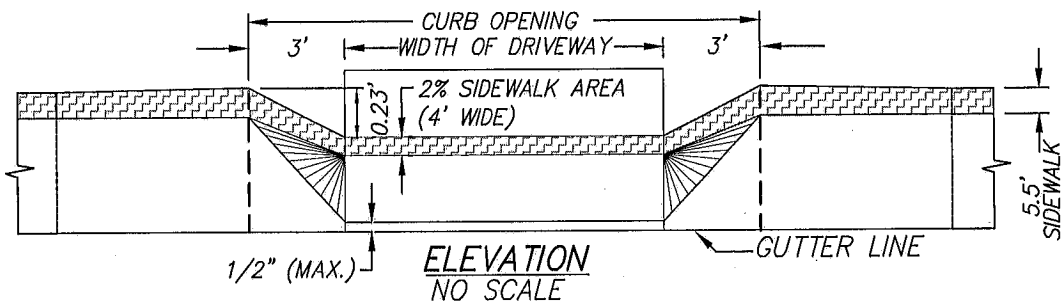 CURB OPENING
3'
WIDTH OF DRIVEWAY
3'
0.23'
2% SIDEWALK AREA
(4' WIDE)
5.5'
SIDEWALK
1/2" (MAX.)
GUTTER LINE
ELEVATION
NO SCALE